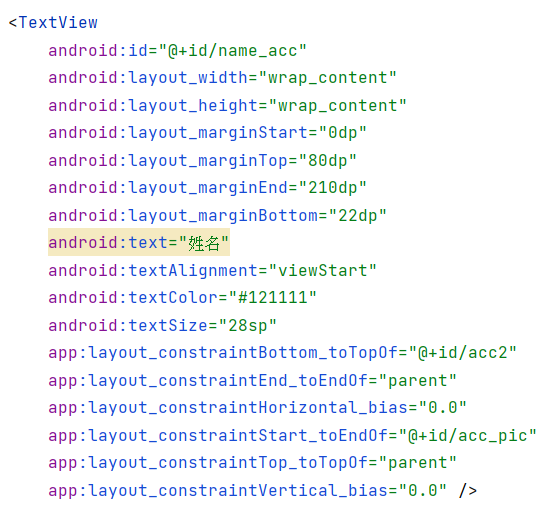 <TextView
android:id="@+id/name_acc"
android:layout_width="wrap_content"
android:layout_height="wrap_content"
android:layout_marginStart="0dp"
android:layout_marginTop="80dp"
android:layout_marginEnd="210dp"
android:layout_marginBottom="22dp"
android:text="姓名"
android:textAlignment="viewStart"
android:textColor="#121111"
android:textSize="28sp"
app:layout_constraintBottom_toTopOf="@+id/acc2"
app:layout_constraintEnd_toEndOf="parent"
app:layout_constraintHorizontal_bias="0.0"
app:layout_constraintStart_toEndOf="@+id/acc_pic"
app:layout_constraintTop_toTopOf="parent"
app:layout_constraintVertical_bias="0.0" />